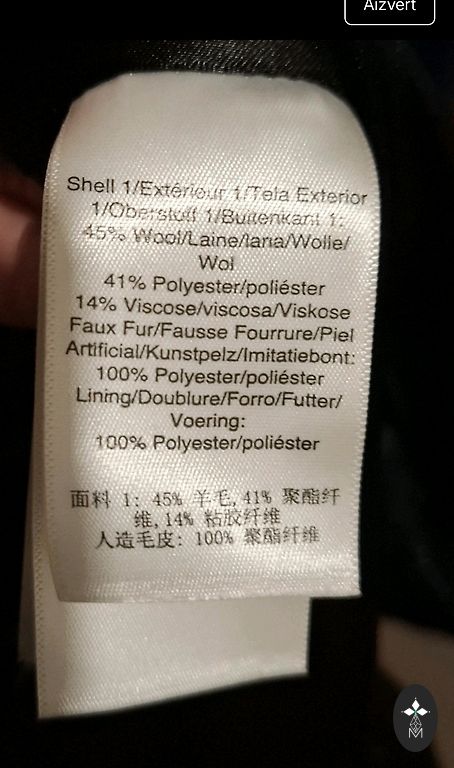 Aizvērt
Shell 1/Extérieur 1/Tela Exterior
1/Oberstoff 1/Buitenkant 1:
45% Wool/Laine/lana/Wolle/
Wol
41% Polyester/poliéster
14% Viscose/viscosa/Viskose
Faux Fur/Fausse Fourrure/Piel
Artificial/Kunstpelz/Imitatiebont:
100% Polyester/poliéster
Lining/Doublure/Forro/Futter/
Voering:
100% Polyester/poliéster
面料 1: 45% 羊毛,41% 聚酯纤
维,14% 粘胶纤维
人造毛皮: 100% 聚酯纤维
M